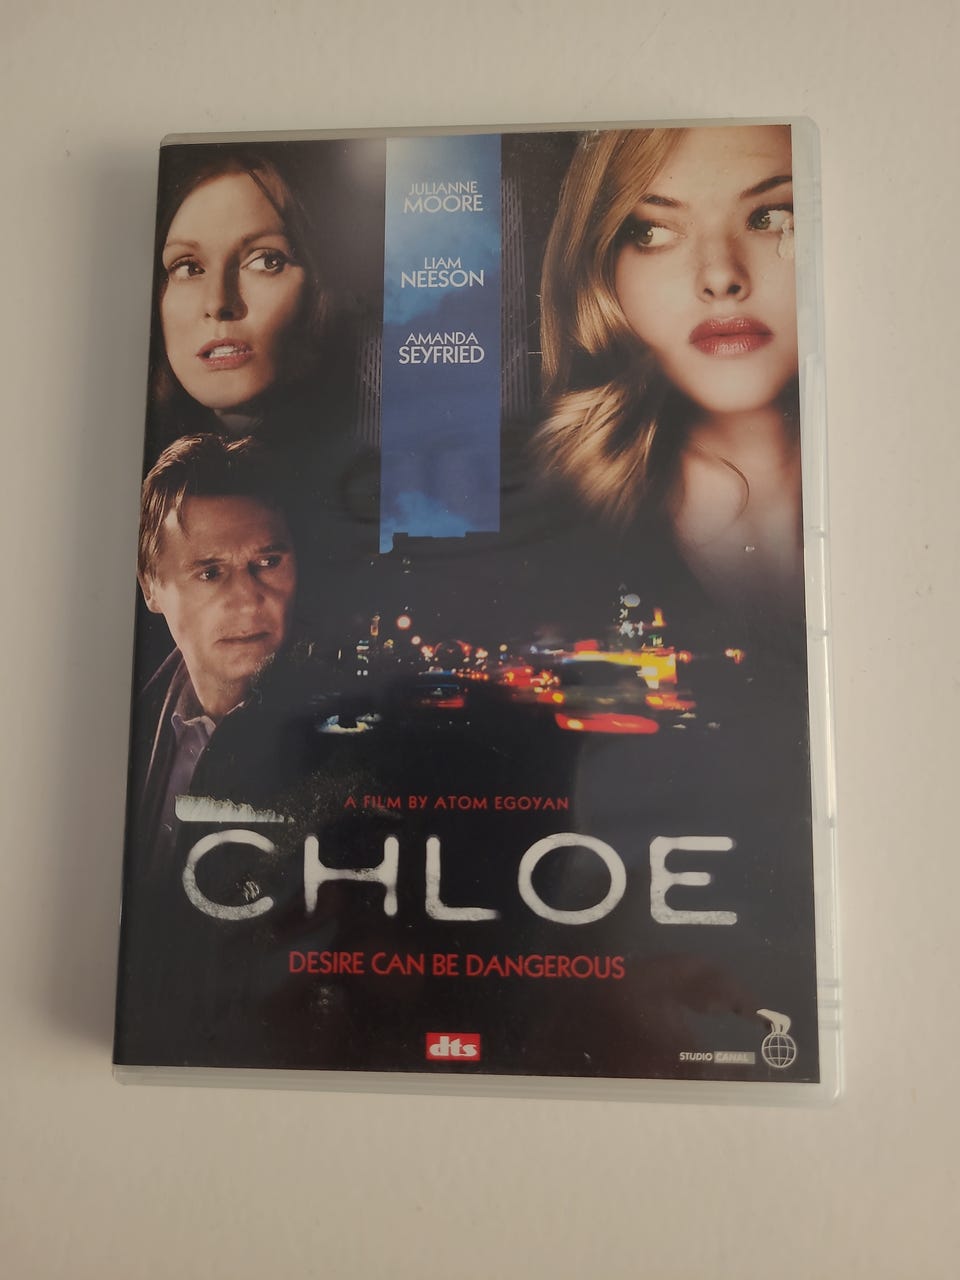 JULIANNE
MOORE
LIAM
NEESON
AMANDA
SEYFRIED
A FILM BY ATOM EGOYAN
CHLOE
DESIRE CAN BE DANGEROUS
dts
STUDIO CANAL